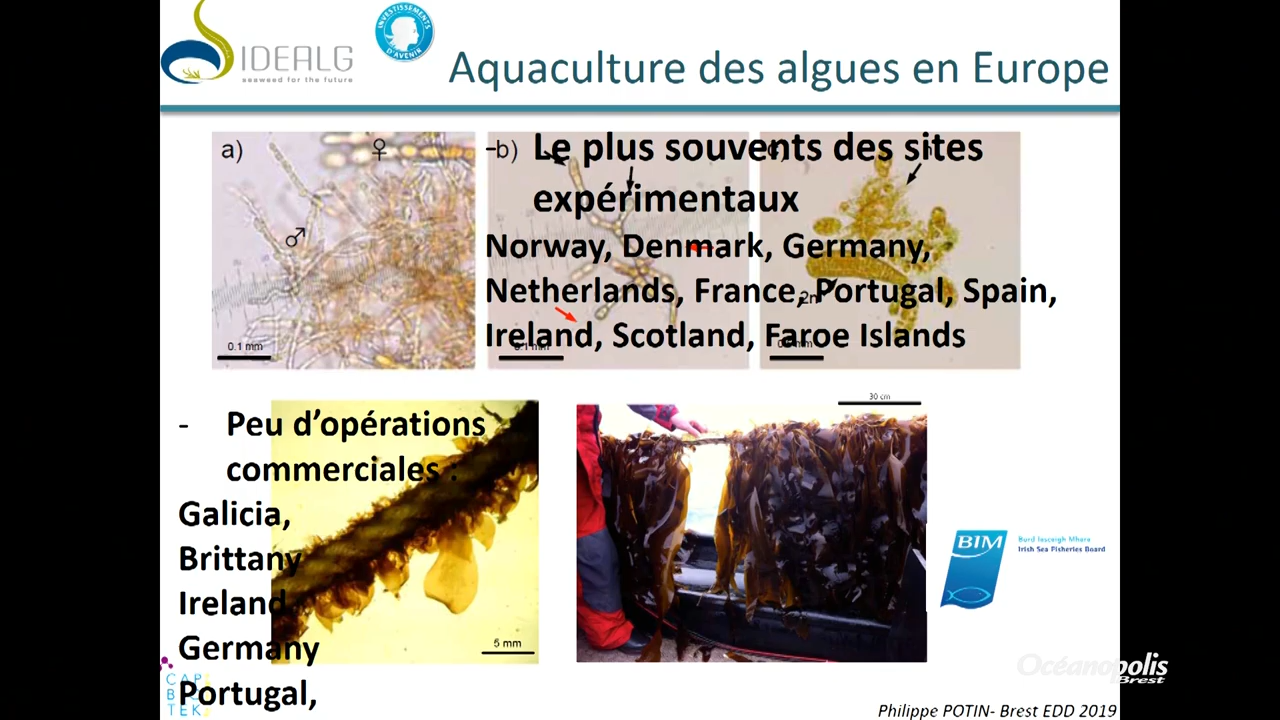 IDEALG
seaweed for the future
INVESTISSEMENTS
D'AVENIR
Aquaculture des algues en Europe
a)
♀
♂
0.1 mm
b)
- Le plus souvents des sites
expérimentaux
Norway, Denmark, Germany,
Netherlands, France, Portugal, Spain,
Ireland, Scotland, Faroe Islands
0.1 mm
- Peu d’opérations
commerciales :
Galicia,
Brittany
Ireland
Germany
Portugal,
5 mm
30 cm
BIM
Bord Iascaigh Mhara
Irish Sea Fisheries Board
Océanopolis
Brest
Philippe POTIN- Brest EDD 2019